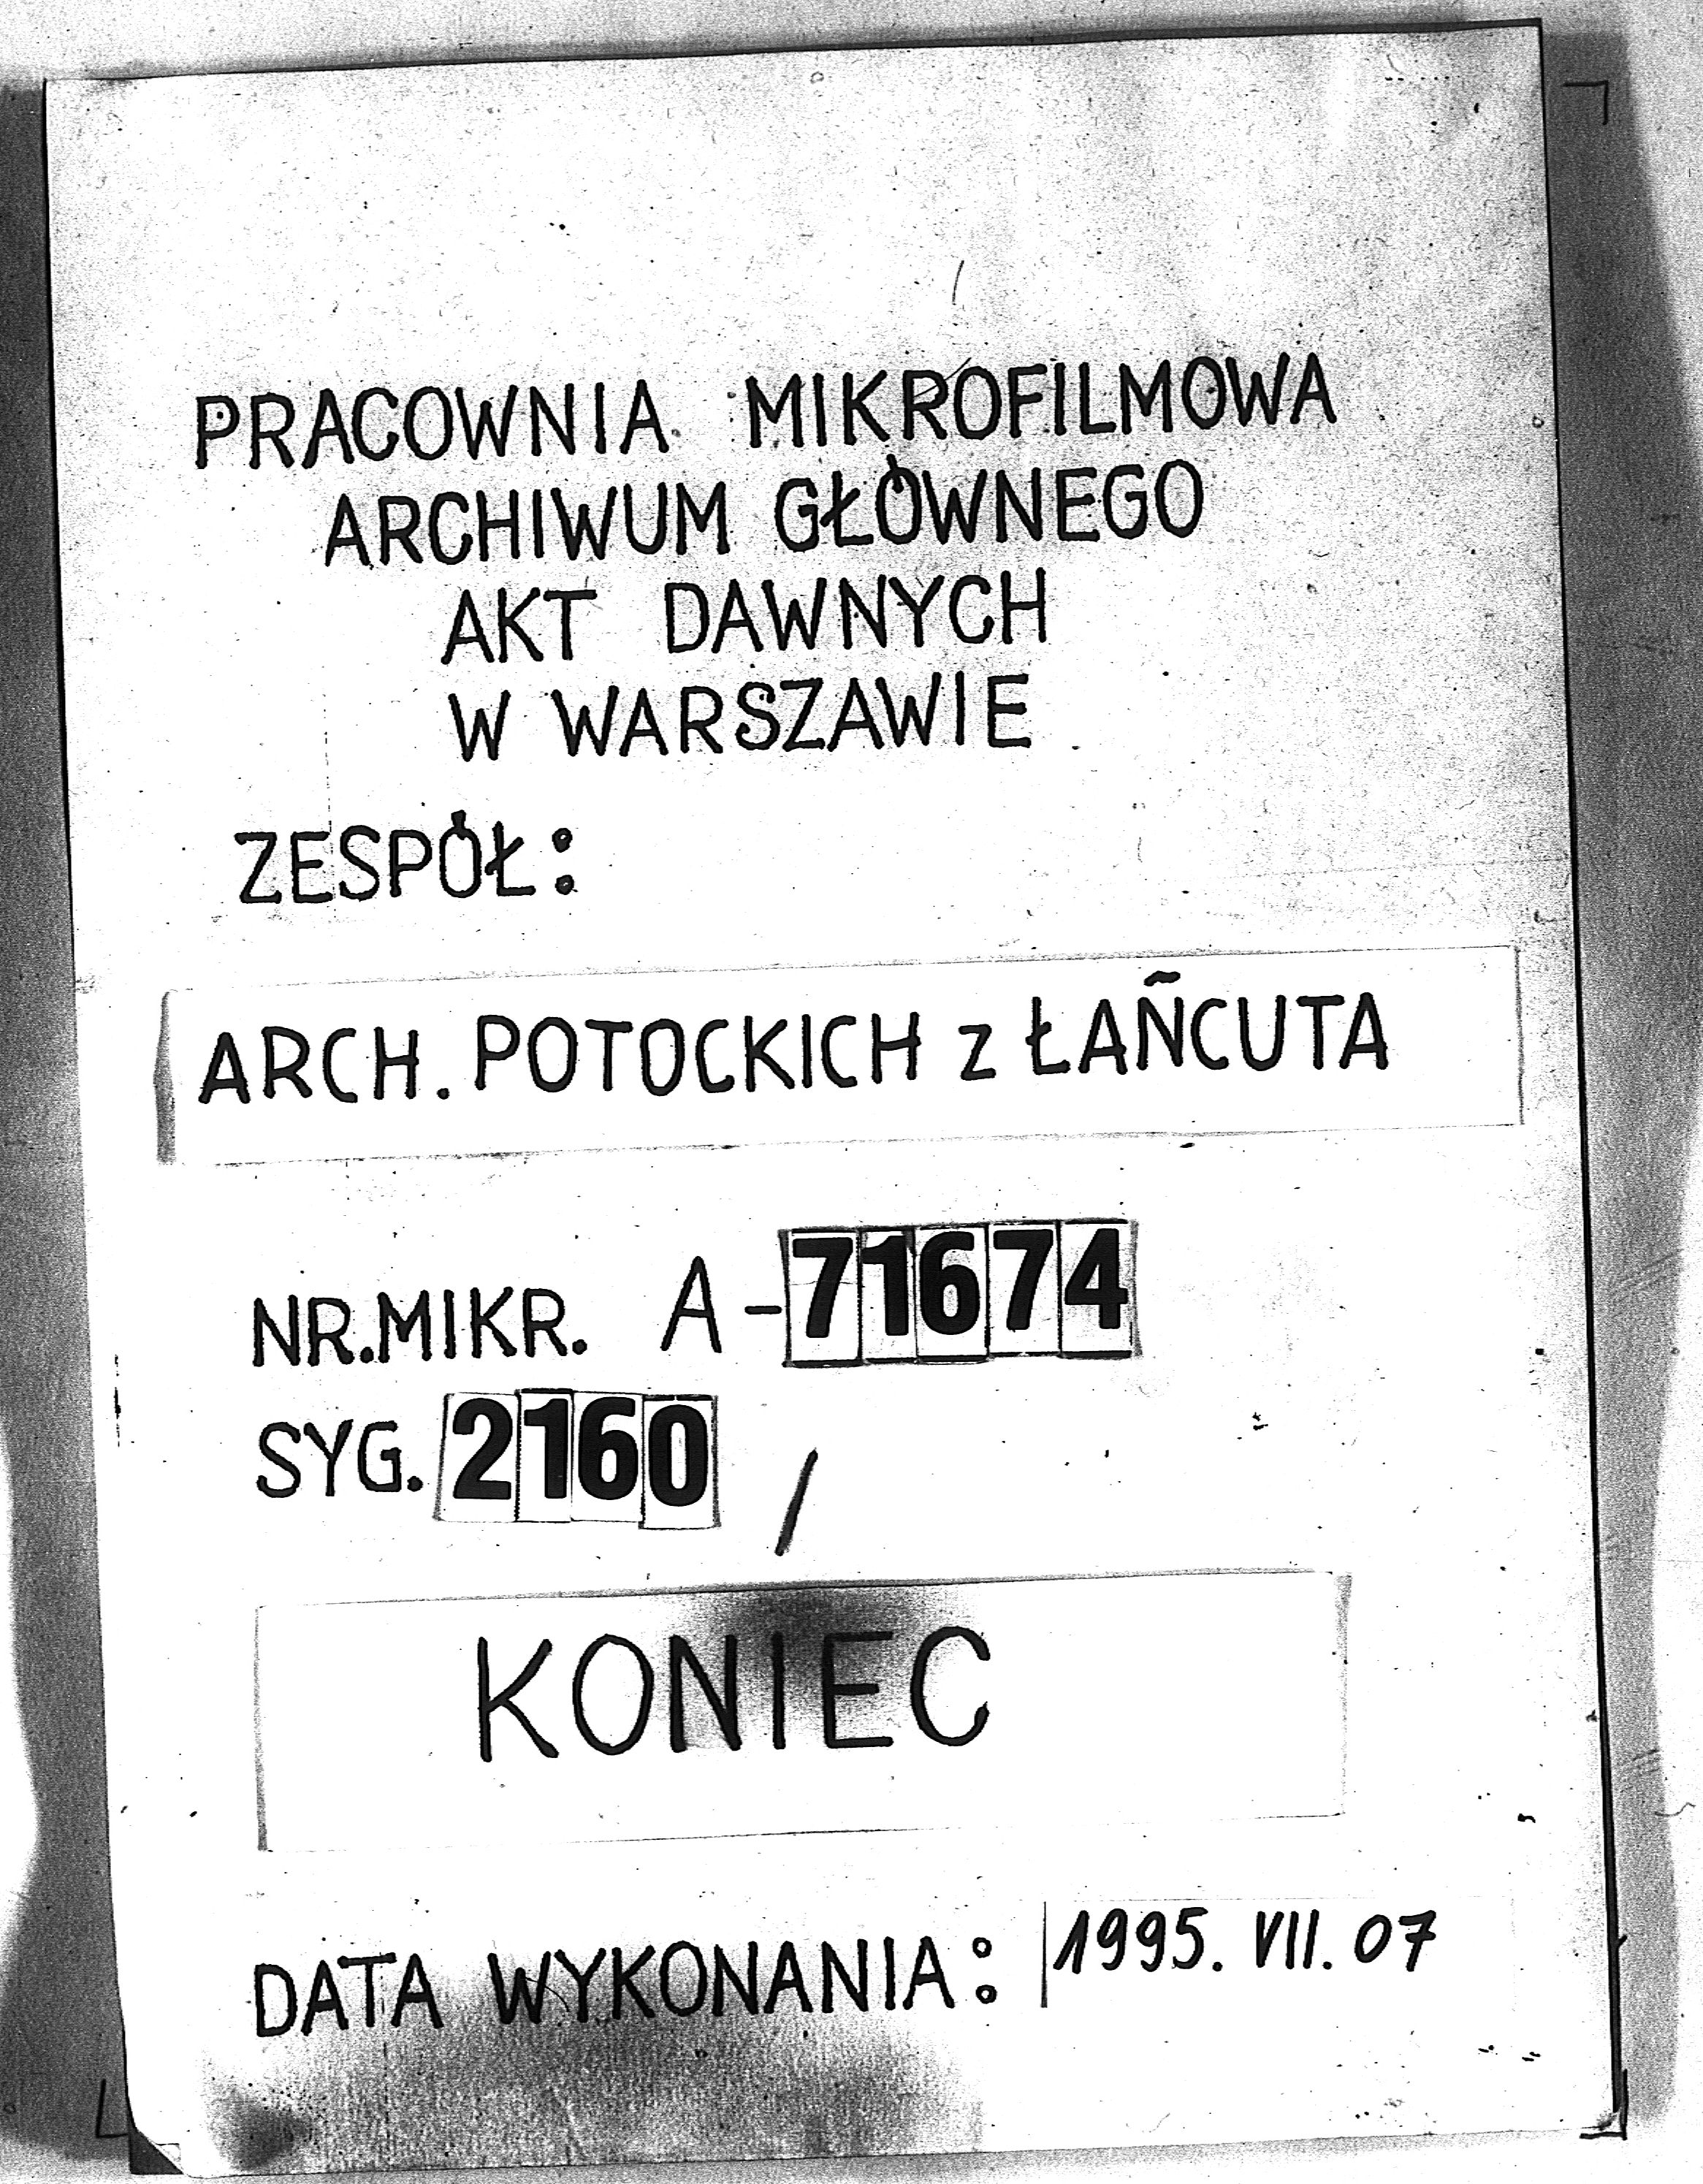 PRACOWNIA MIKROFILMOWA
ARCHIWUM GŁÓWNEGO
AKT DAWNYCH
W WARSZAWIE
ZESPÓŁ:
ARCH. POTOCKICH z ŁAŃCUTA
NR.MIKR. A-71674
SYG. 2160 /
KONIEC
DATA WYKONANIA: 1995. VII. 07